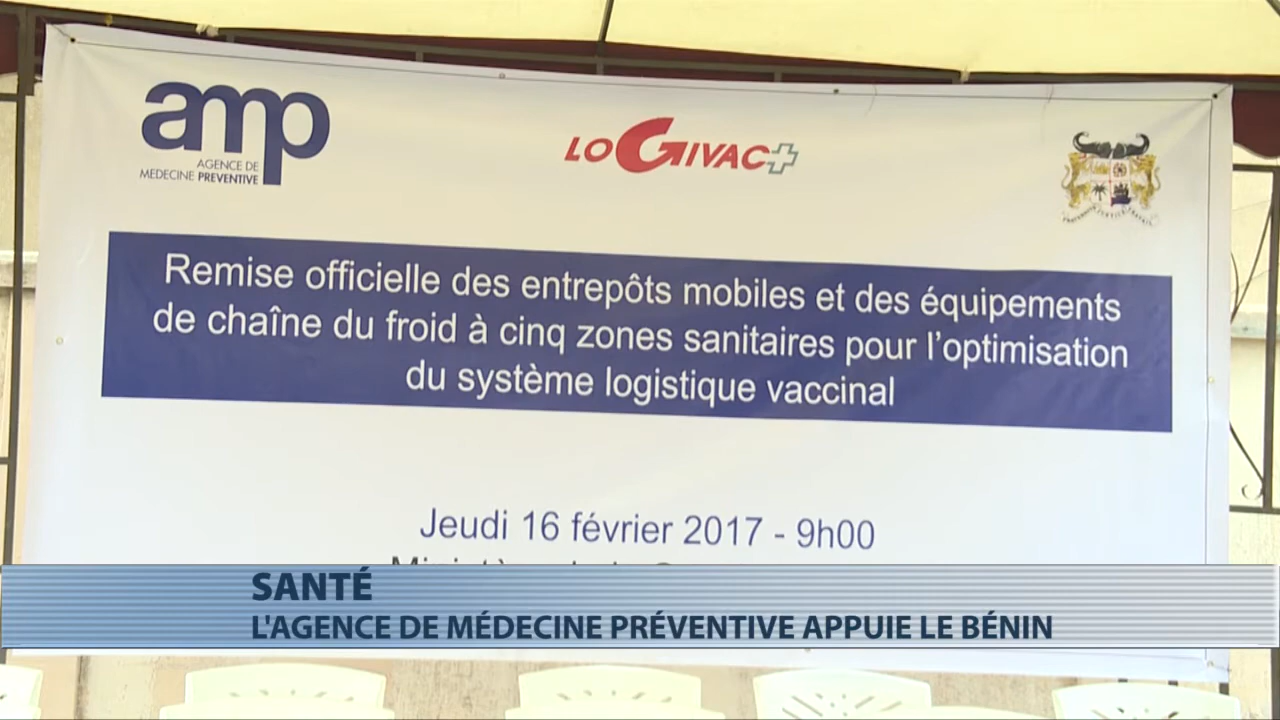 amp
AGENCE DE
MÉDECINE PRÉVENTIVE
LOGIVAC+
Remise officielle des entrepôts mobiles et des équipements
de chaîne du froid à cinq zones sanitaires pour l'optimisation
du système logistique vaccinal
Jeudi 16 février 2017 - 9h00
SANTÉ
L'AGENCE DE MÉDECINE PRÉVENTIVE APPUIE LE BÉNIN